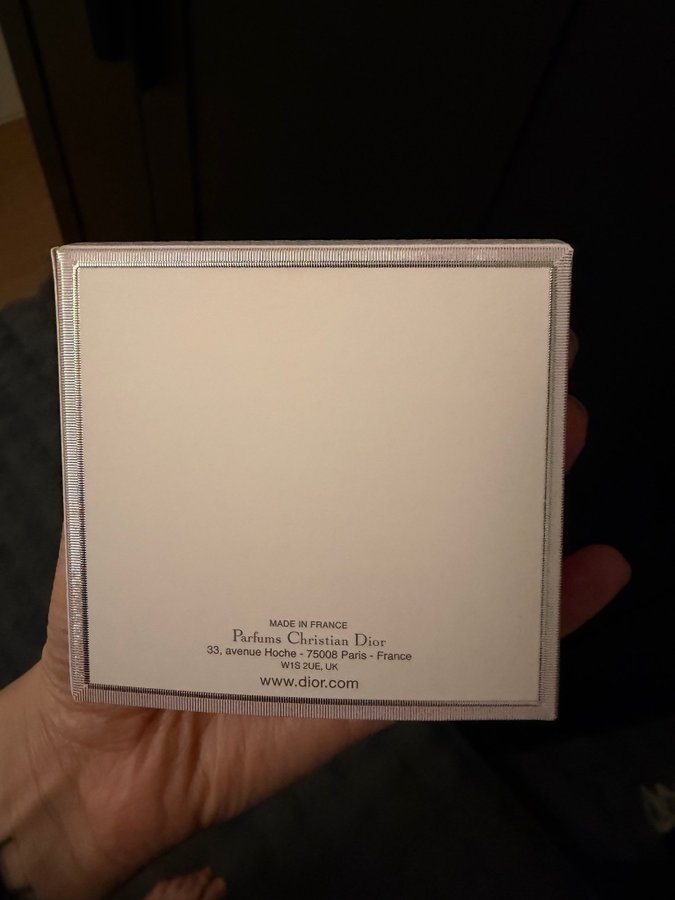 MADE IN FRANCE
Parfums Christian Dior
33, avenue Hoche - 75008 Paris - France
W1S 2UE, UK
www.dior.com